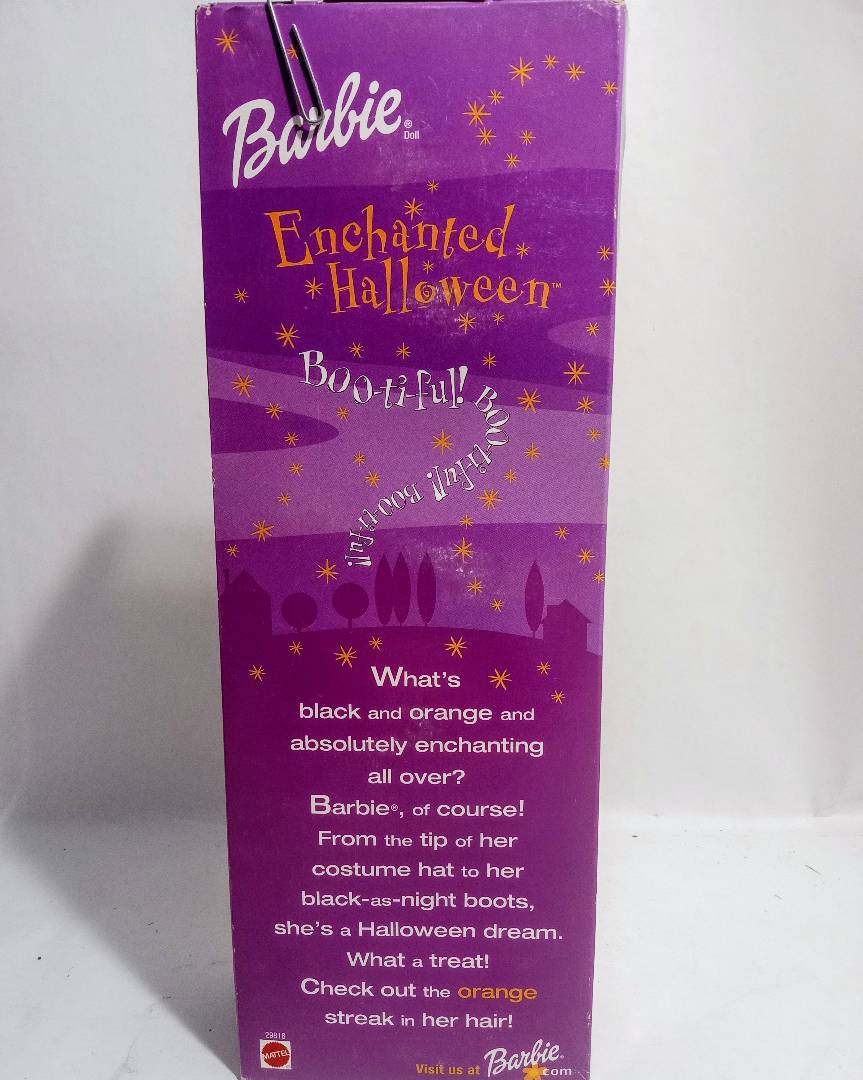 Barbie® Doll
Enchanted
Halloween™
Boo-ti-ful! Boo-ti-ful! Boo-ti-ful!
What's
black and orange and
absolutely enchanting
all over?
Barbie®, of course!
From the tip of her
costume hat to her
black-as-night boots,
she's a Halloween dream.
What a treat!
Check out the orange
streak in her hair!
29818
MATTEL
Visit us at Barbie®.com